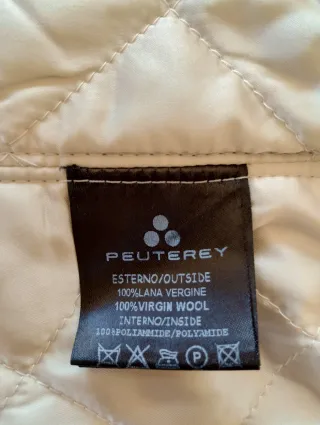 PEUTEREY
ESTERNO/OUTSIDE
100%LANA VERGINE
100%VIRGIN WOOL
INTERNO/INSIDE
100%POLIAMMIDE/POLYAMIDE
P